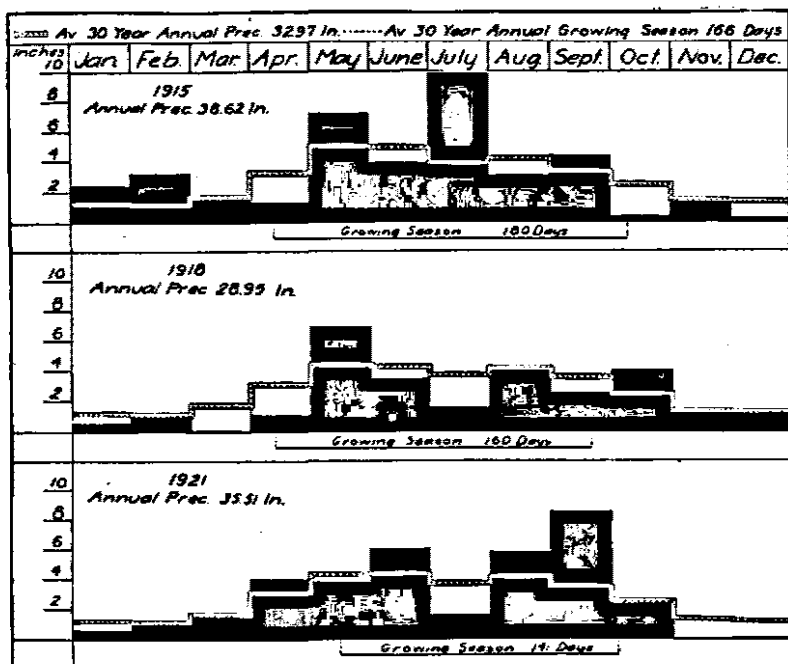 Av 30 Year Annual Prec. 32.97 In. Av 30 Year Annual Growing Season 166 Days
Inches Jan. Feb. Mar. Apr. May June July Aug. Sept. Oct. Nov. Dec.
10
8
6
4
2
1915
Annual Prec. 38.62 In.
Growing Season 180 Days
10
8
6
4
2
1918
Annual Prec. 28.95 In.
Growing Season 160 Days
10
8
6
4
2
1921
Annual Prec. 35.51 In.
Growing Season 141 Days